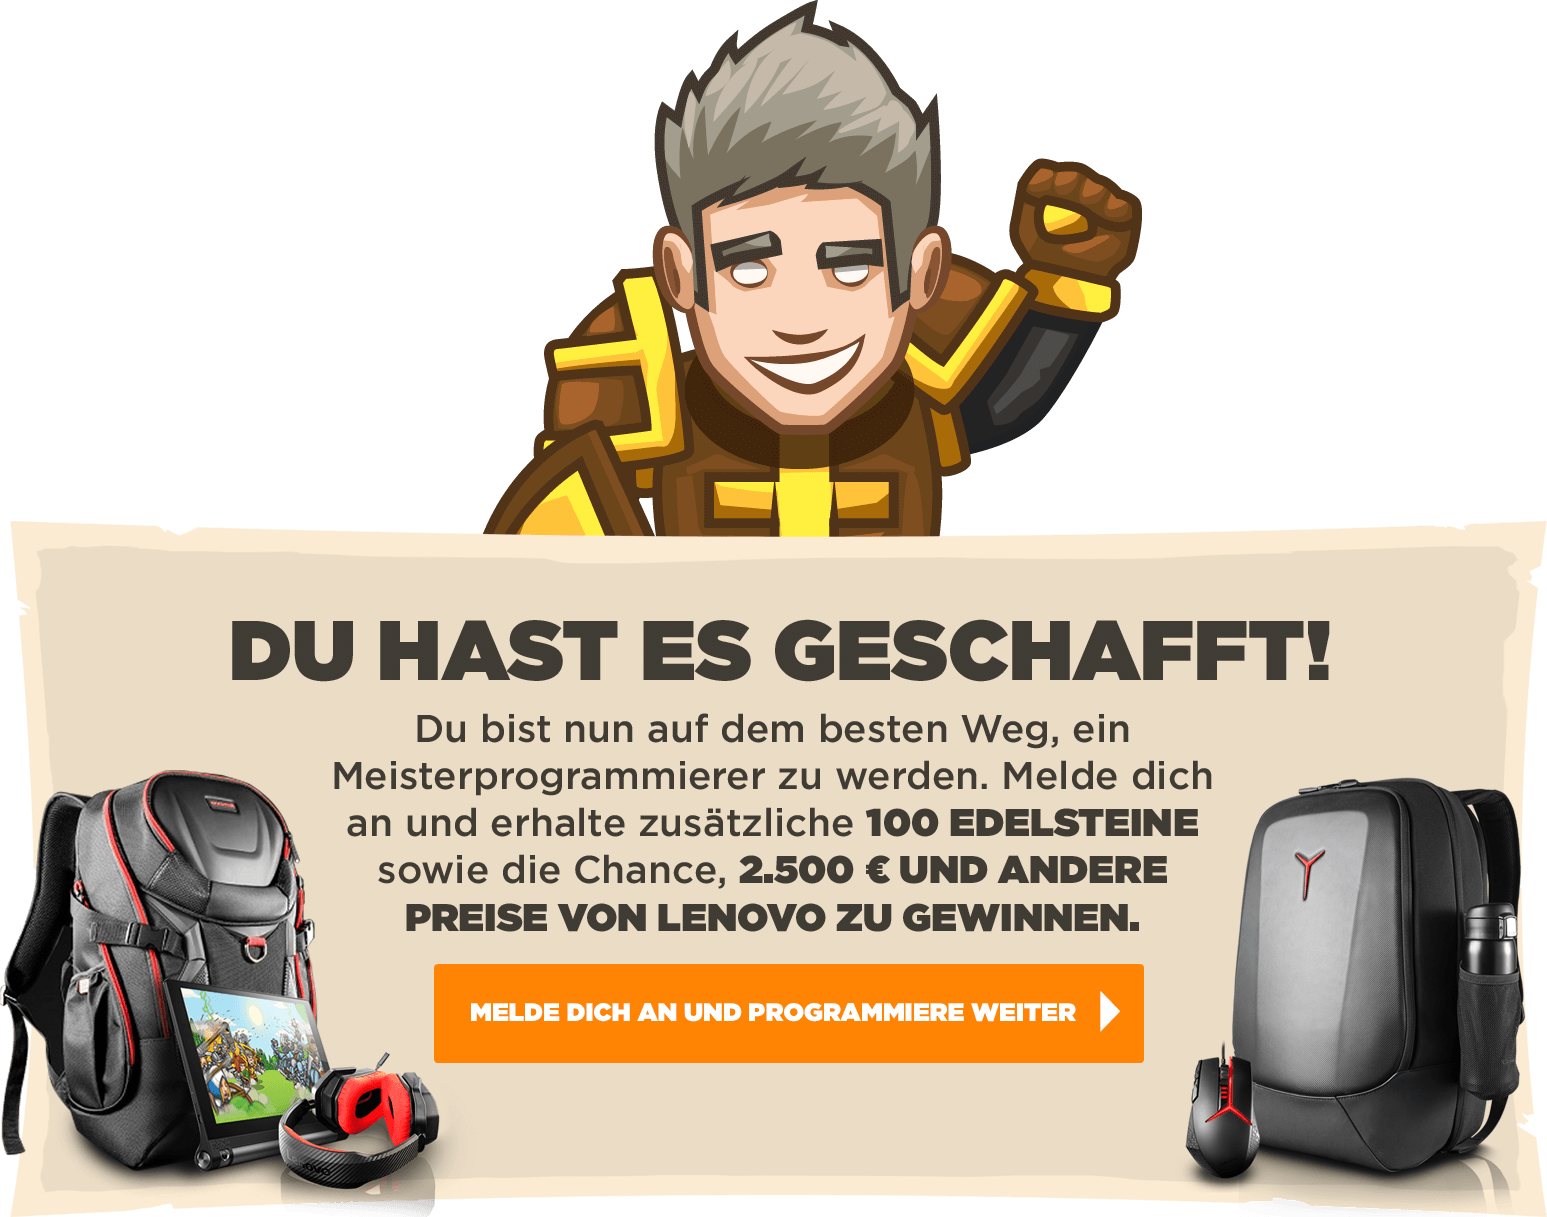 DU HAST ES GESCHAFFT!
Du bist nun auf dem besten Weg, ein
Meisterprogrammierer zu werden. Melde dich
an und erhalte zusätzliche 100 EDELSTEINE
sowie die Chance, 2.500 € UND ANDERE
PREISE VON LENOVO ZU GEWINNEN.
MELDE DICH AN UND PROGRAMMIERE WEITER